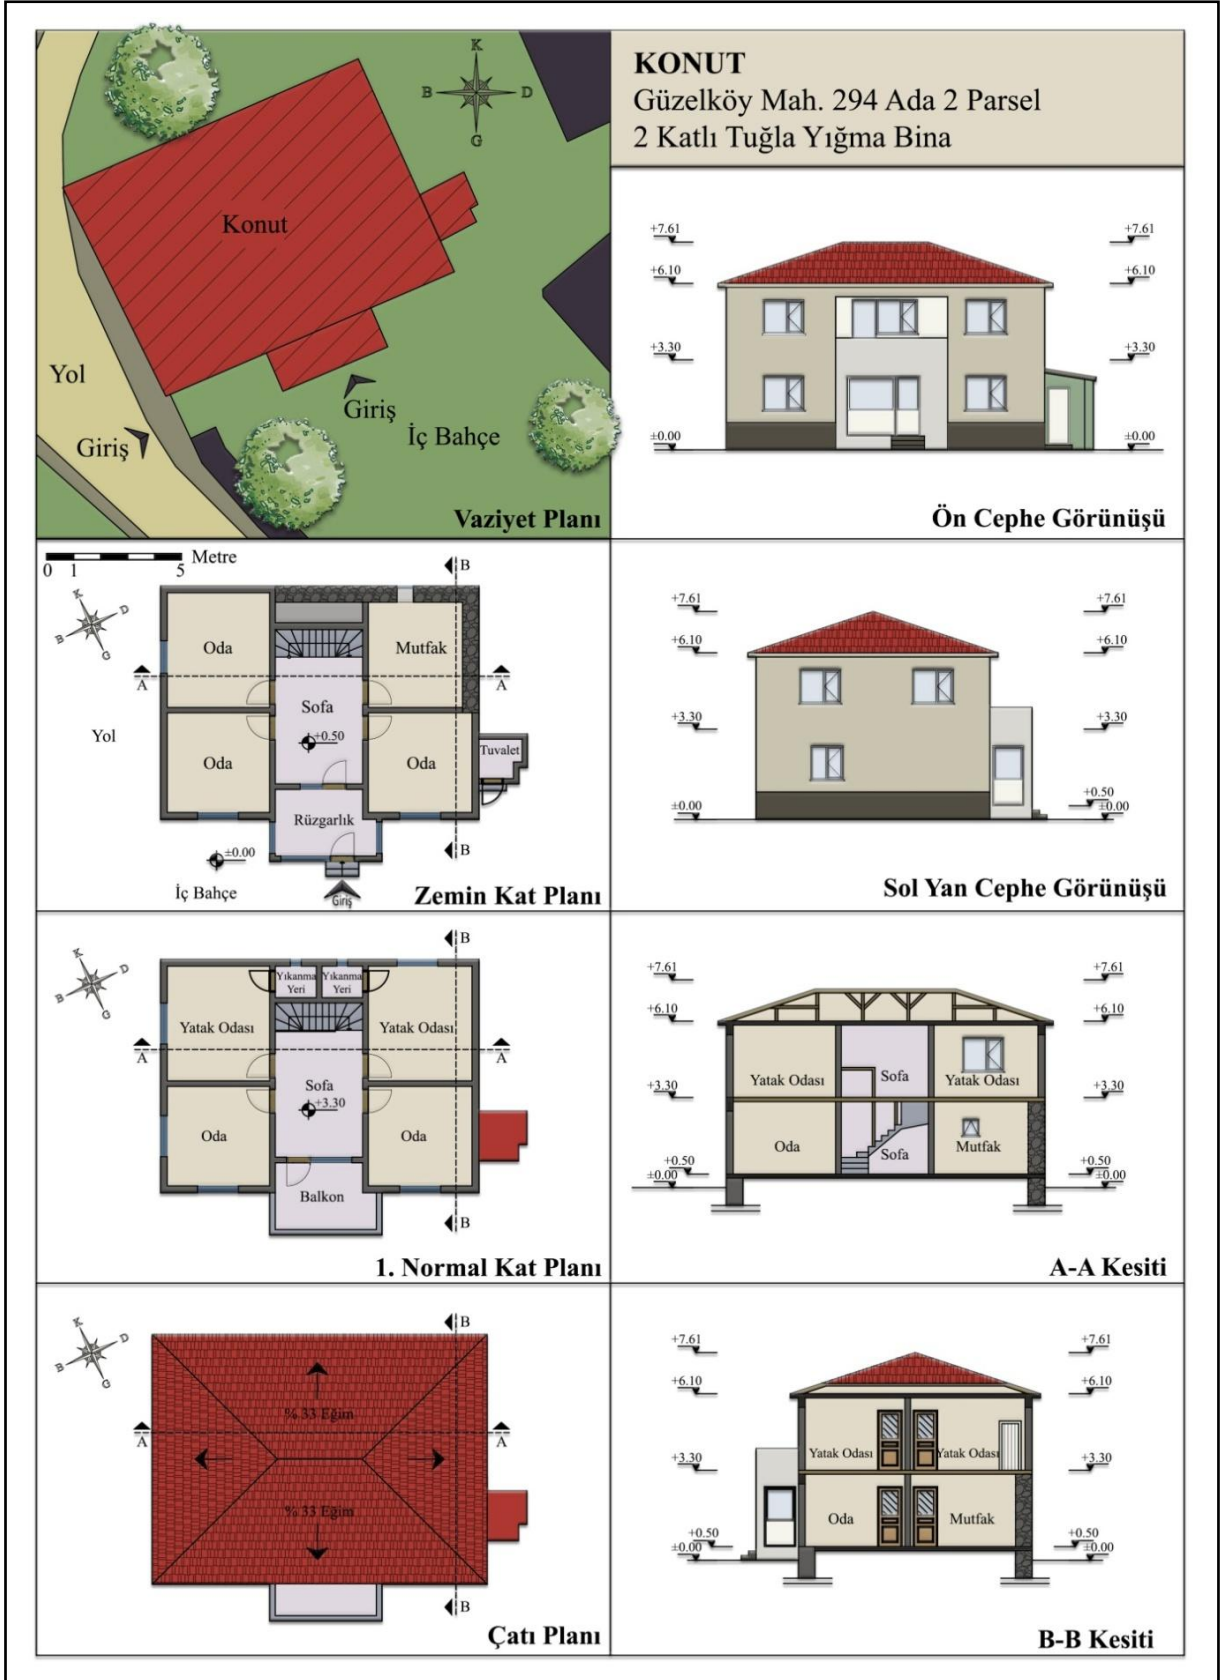 K
B
D
G
Konut
Yol
Giriş
Giriş
İç Bahçe
Vaziyet Planı
KONUT
Güzelköy Mah. 294 Ada 2 Parsel
2 Katlı Tuğla Yığma Bina
+7.61
+7.61
+6.10
+6.10
+3.30
+3.30
±0.00
±0.00
Ön Cephe Görünüşü
0 1 5 Metre
K
B
D
G
B
Oda
Mutfak
A
A
Sofa
+0.50
Yol
Oda
Oda
Tuvalet
Rüzgarlık
±0.00
B
İç Bahçe
Giriş
Zemin Kat Planı
+7.61
+7.61
+6.10
+6.10
+3.30
+3.30
+0.50
±0.00
±0.00
Sol Yan Cephe Görünüşü
K
B
D
G
B
Yıkanma
Yeri
Yıkanma
Yeri
Yatak Odası
Yatak Odası
A
A
Sofa
+3.30
Oda
Oda
Balkon
B
1. Normal Kat Planı
+7.61
+7.61
+6.10
+6.10
Yatak Odası
Sofa
Yatak Odası
+3.30
+3.30
Oda
Sofa
Mutfak
+0.50
±0.00
+0.50
±0.00
A-A Kesiti
K
B
D
G
B
% 33 Eğim
A
A
% 33 Eğim
B
Çatı Planı
+7.61
+7.61
+6.10
+6.10
Yatak Odası
Yatak Odası
+3.30
+3.30
Oda
Mutfak
+0.50
±0.00
+0.50
±0.00
B-B Kesiti